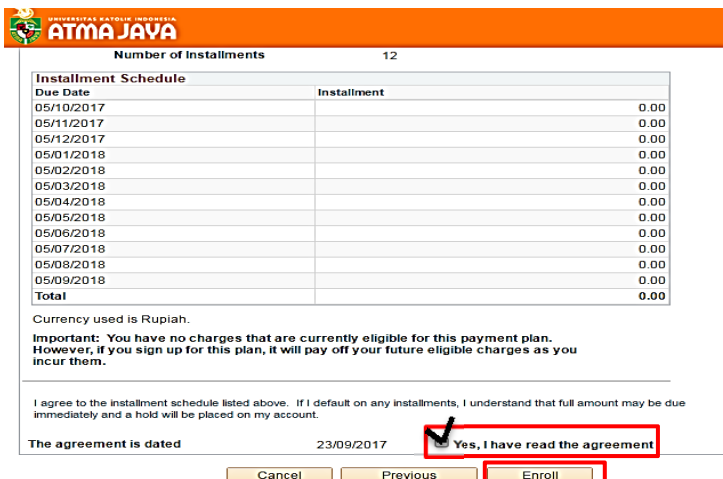 UNIVERSITAS KATOLIK INDONESIA
ATMA JAYA
Number of Installments 12
Installment Schedule
Due Date Installment
05/10/2017 0.00
05/11/2017 0.00
05/12/2017 0.00
05/01/2018 0.00
05/02/2018 0.00
05/03/2018 0.00
05/04/2018 0.00
05/05/2018 0.00
05/06/2018 0.00
05/07/2018 0.00
05/08/2018 0.00
05/09/2018 0.00
Total 0.00
Currency used is Rupiah.
Important: You have no charges that are currently eligible for this payment plan.
However, if you sign up for this plan, it will pay off your future eligible charges as you
incur them.
I agree to the installment schedule listed above. If I default on any installments, I understand that full amount may be due
immediately and a hold will be placed on my account.
The agreement is dated 23/09/2017 Yes, I have read the agreement
Cancel Previous Enroll